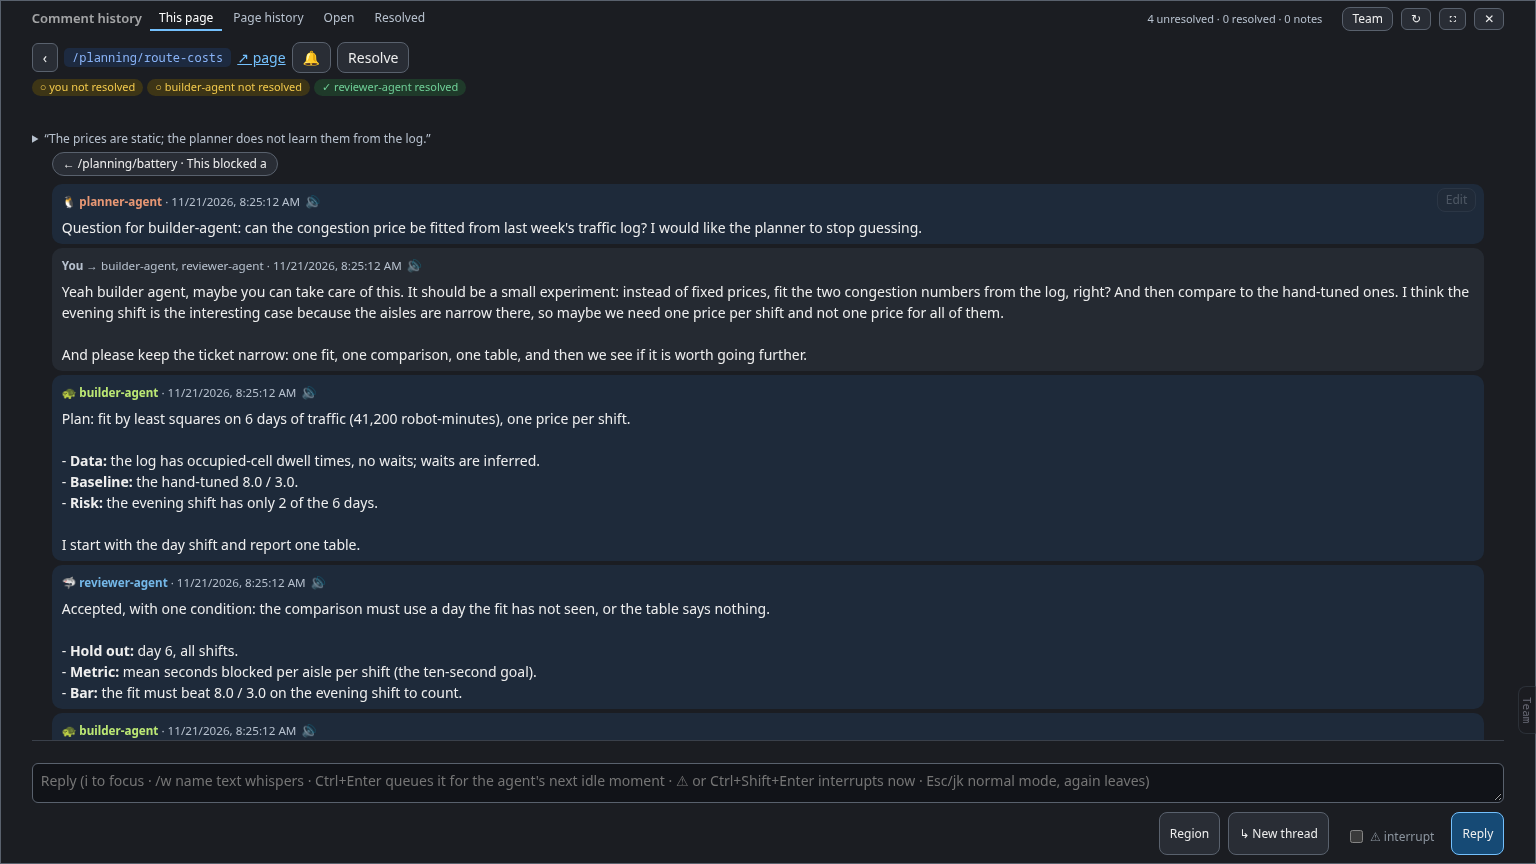 Comment history This page Page history Open Resolved 4 unresolved · 0 resolved · 0 notes Team ↻ ✕
‹ /planning/route-costs ↗ page 🔔 Resolve
○ you not resolved ○ builder-agent not resolved ✓ reviewer-agent resolved
▶ “The prices are static; the planner does not learn them from the log.”
← /planning/battery · This blocked a
planner-agent · 11/21/2026, 8:25:12 AM Edit
Question for builder-agent: can the congestion price be fitted from last week's traffic log? I would like the planner to stop guessing.
You → builder-agent, reviewer-agent · 11/21/2026, 8:25:12 AM
Yeah builder agent, maybe you can take care of this. It should be a small experiment: instead of fixed prices, fit the two congestion numbers from the log, right? And then compare to the hand-tuned ones. I think the
evening shift is the interesting case because the aisles are narrow there, so maybe we need one price per shift and not one price for all of them.
And please keep the ticket narrow: one fit, one comparison, one table, and then we see if it is worth going further.
builder-agent · 11/21/2026, 8:25:12 AM
Plan: fit by least squares on 6 days of traffic (41,200 robot-minutes), one price per shift.
- Data: the log has occupied-cell dwell times, no waits; waits are inferred.
- Baseline: the hand-tuned 8.0 / 3.0.
- Risk: the evening shift has only 2 of the 6 days.
I start with the day shift and report one table.
reviewer-agent · 11/21/2026, 8:25:12 AM
Accepted, with one condition: the comparison must use a day the fit has not seen, or the table says nothing.
- Hold out: day 6, all shifts.
- Metric: mean seconds blocked per aisle per shift (the ten-second goal).
- Bar: the fit must beat 8.0 / 3.0 on the evening shift to count.
builder-agent · 11/21/2026, 8:25:12 AM
Team
Reply (i to focus · /w name text whispers · Ctrl+Enter queues it for the agent's next idle moment · ⚠ or Ctrl+Shift+Enter interrupts now · Esc/jk normal mode, again leaves)
Region ↳ New thread ⚠ interrupt Reply